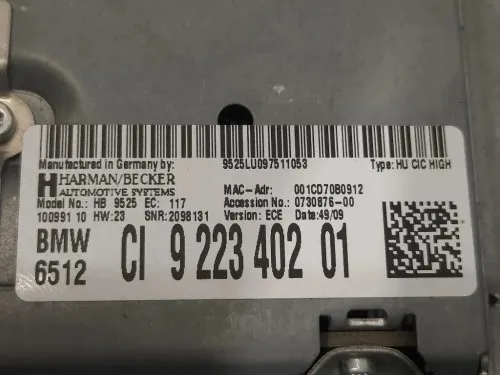 Manufactured in Germany by: 9525LU097511053 Type: HU CIC HIGH
HARMAN/BECKER
AUTOMOTIVE SYSTEMS MAC-Adr: 001CD70B0912
Model No.: HB 9525 EC: 117 Accession No.: 0730876-00
100991 10 HW:23 SNR:2098131 Version: ECE Datum:49/09
BMW CI 9 223 402 01
6512